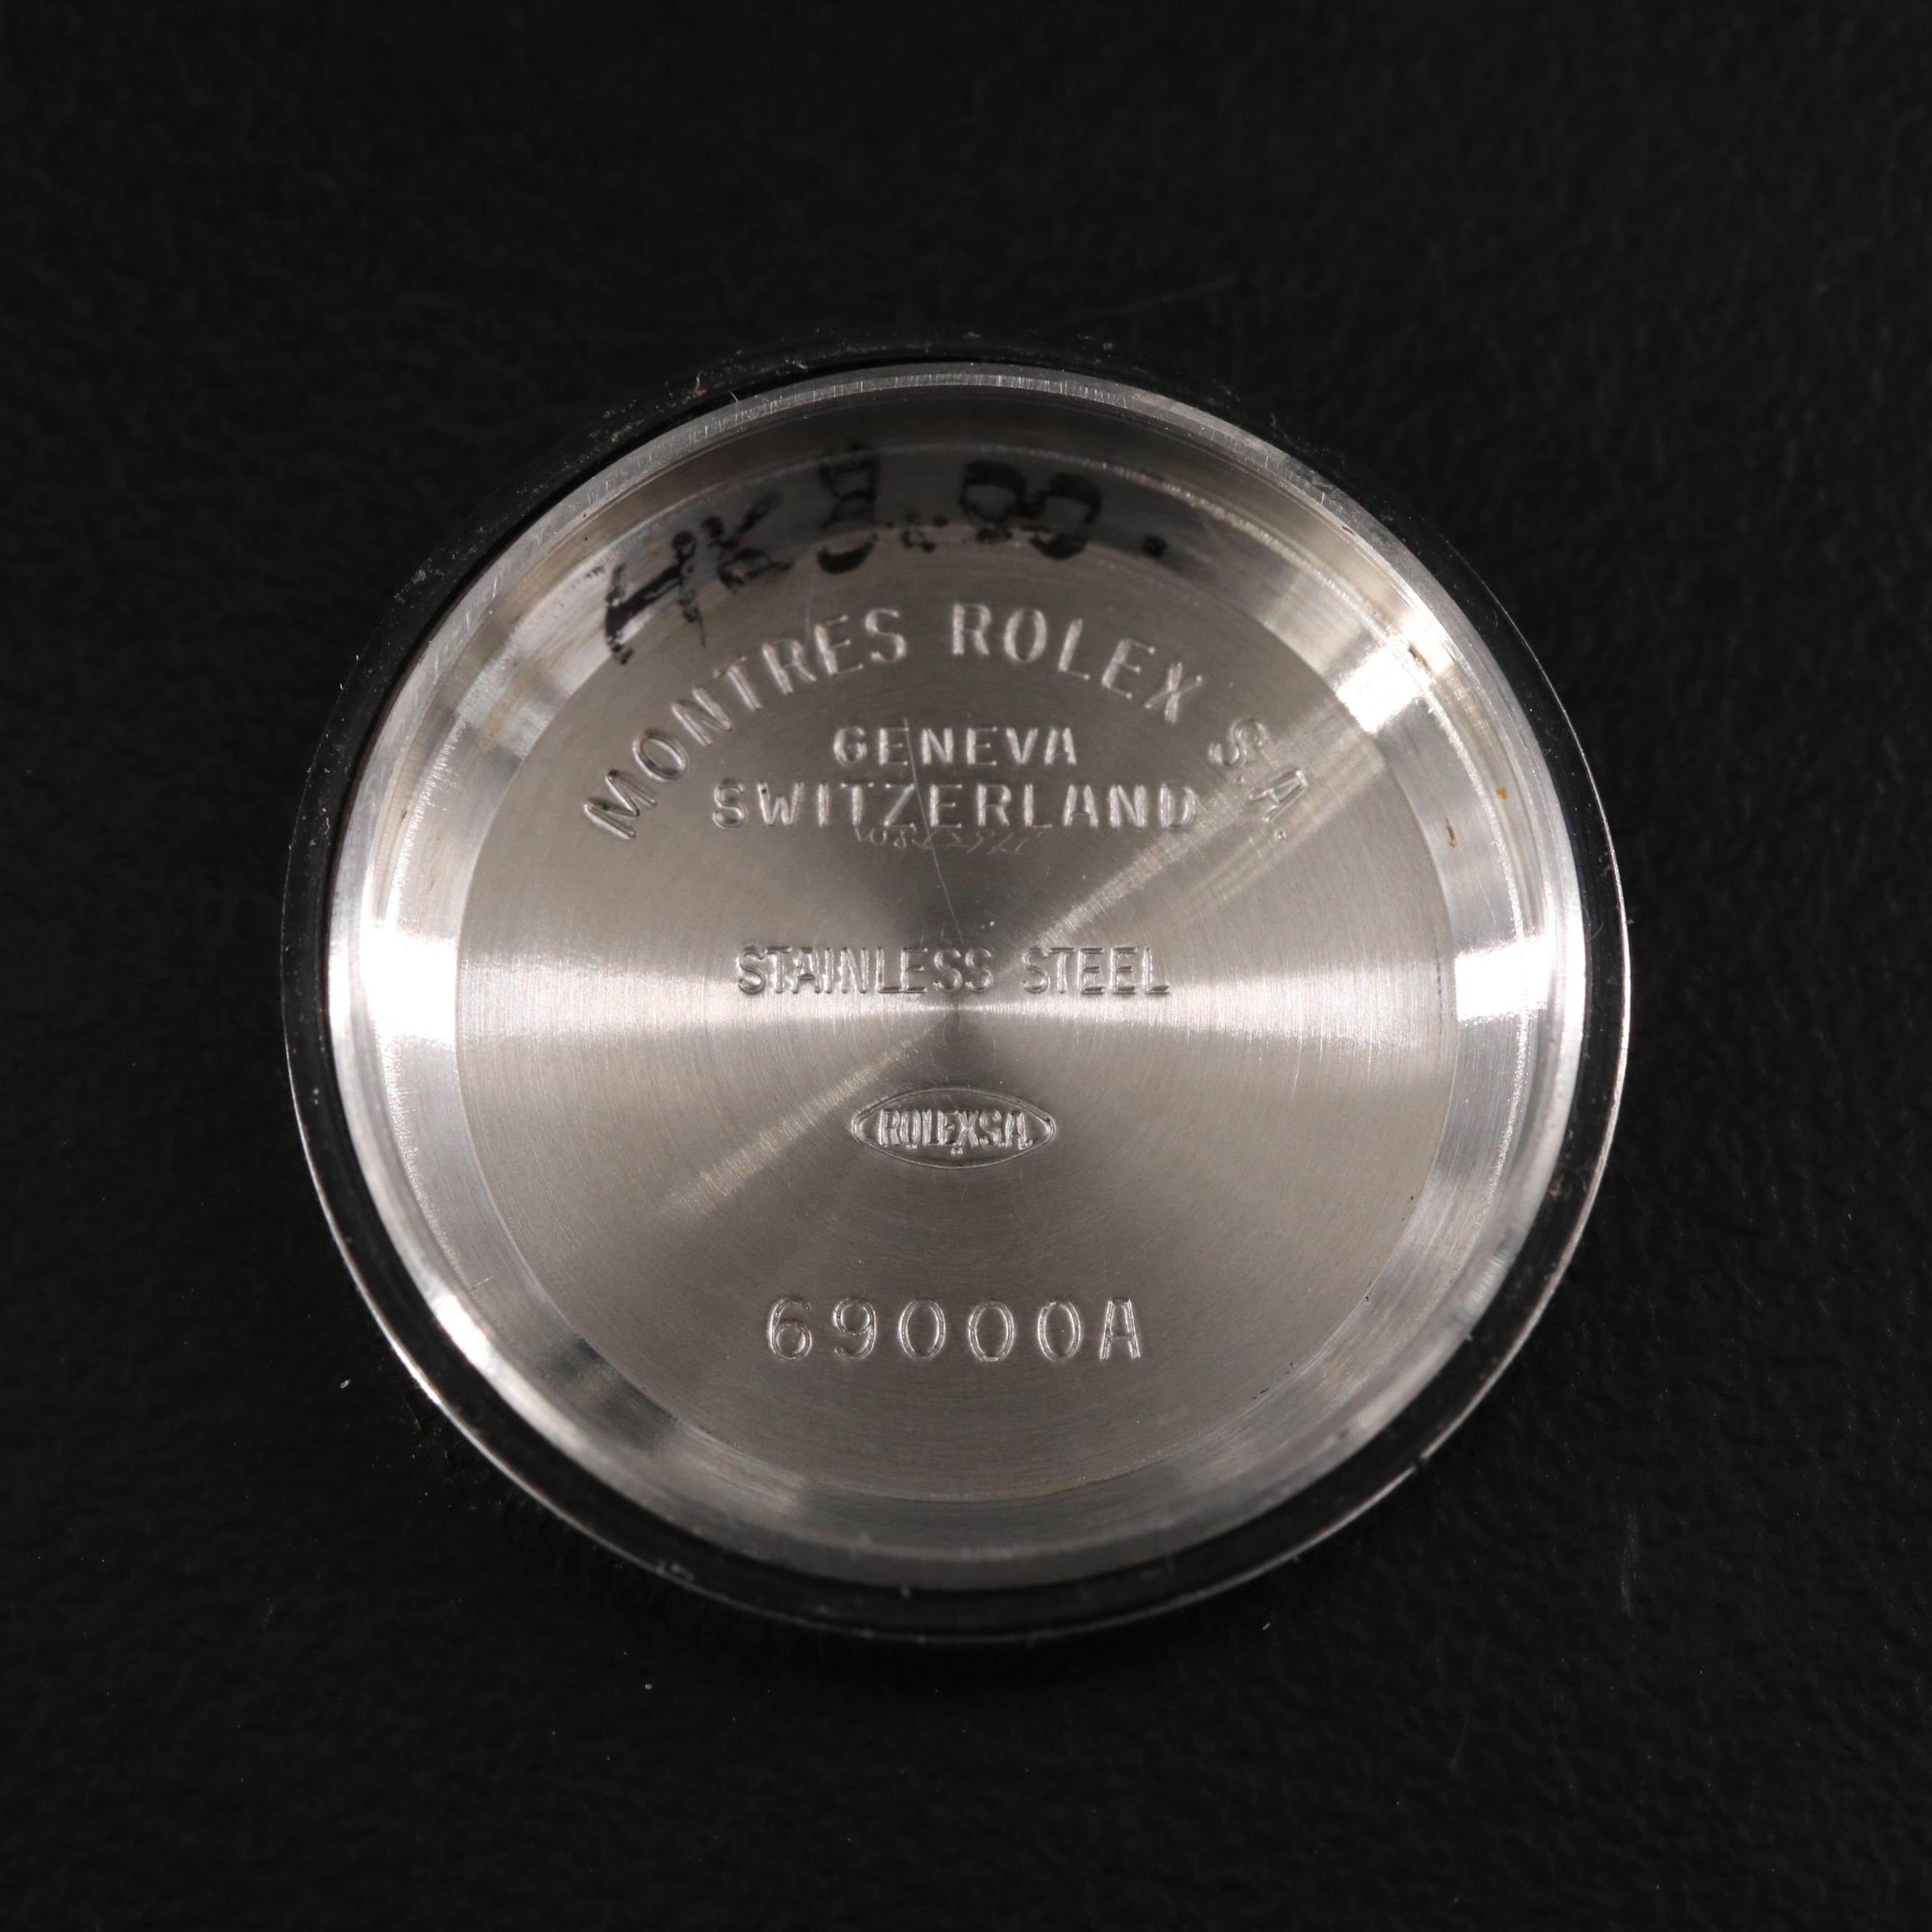 MONTRES ROLEX S.A.
GENEVA
SWITZERLAND
STAINLESS STEEL
ROLEX S.A.
69000A